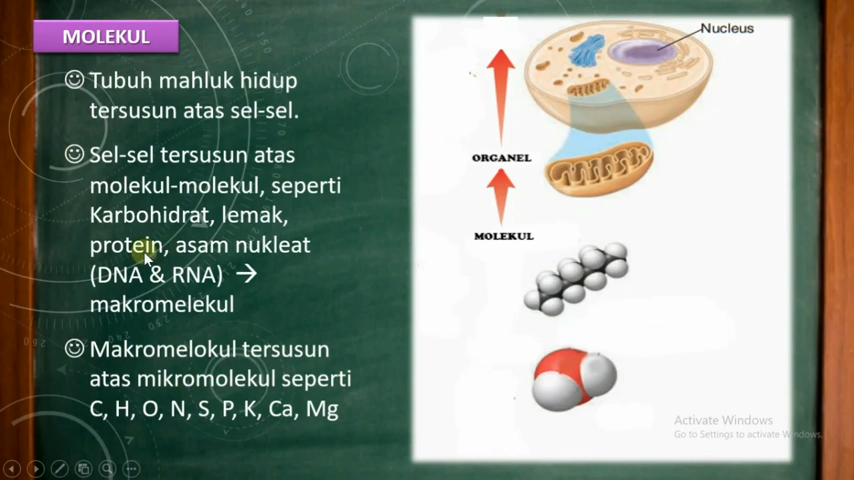 MOLEKUL
Tubuh mahluk hidup
tersusun atas sel-sel.
Sel-sel tersusun atas
molekul-molekul, seperti
Karbohidrat, lemak,
protein, asam nukleat
(DNA & RNA) →
makromelekul
Makromelokul tersusun
atas mikromolekul seperti
C, H, O, N, S, P, K, Ca, Mg
Nucleus
ORGANEL
MOLEKUL
Activate Windows
Go to Settings to activate Windows.